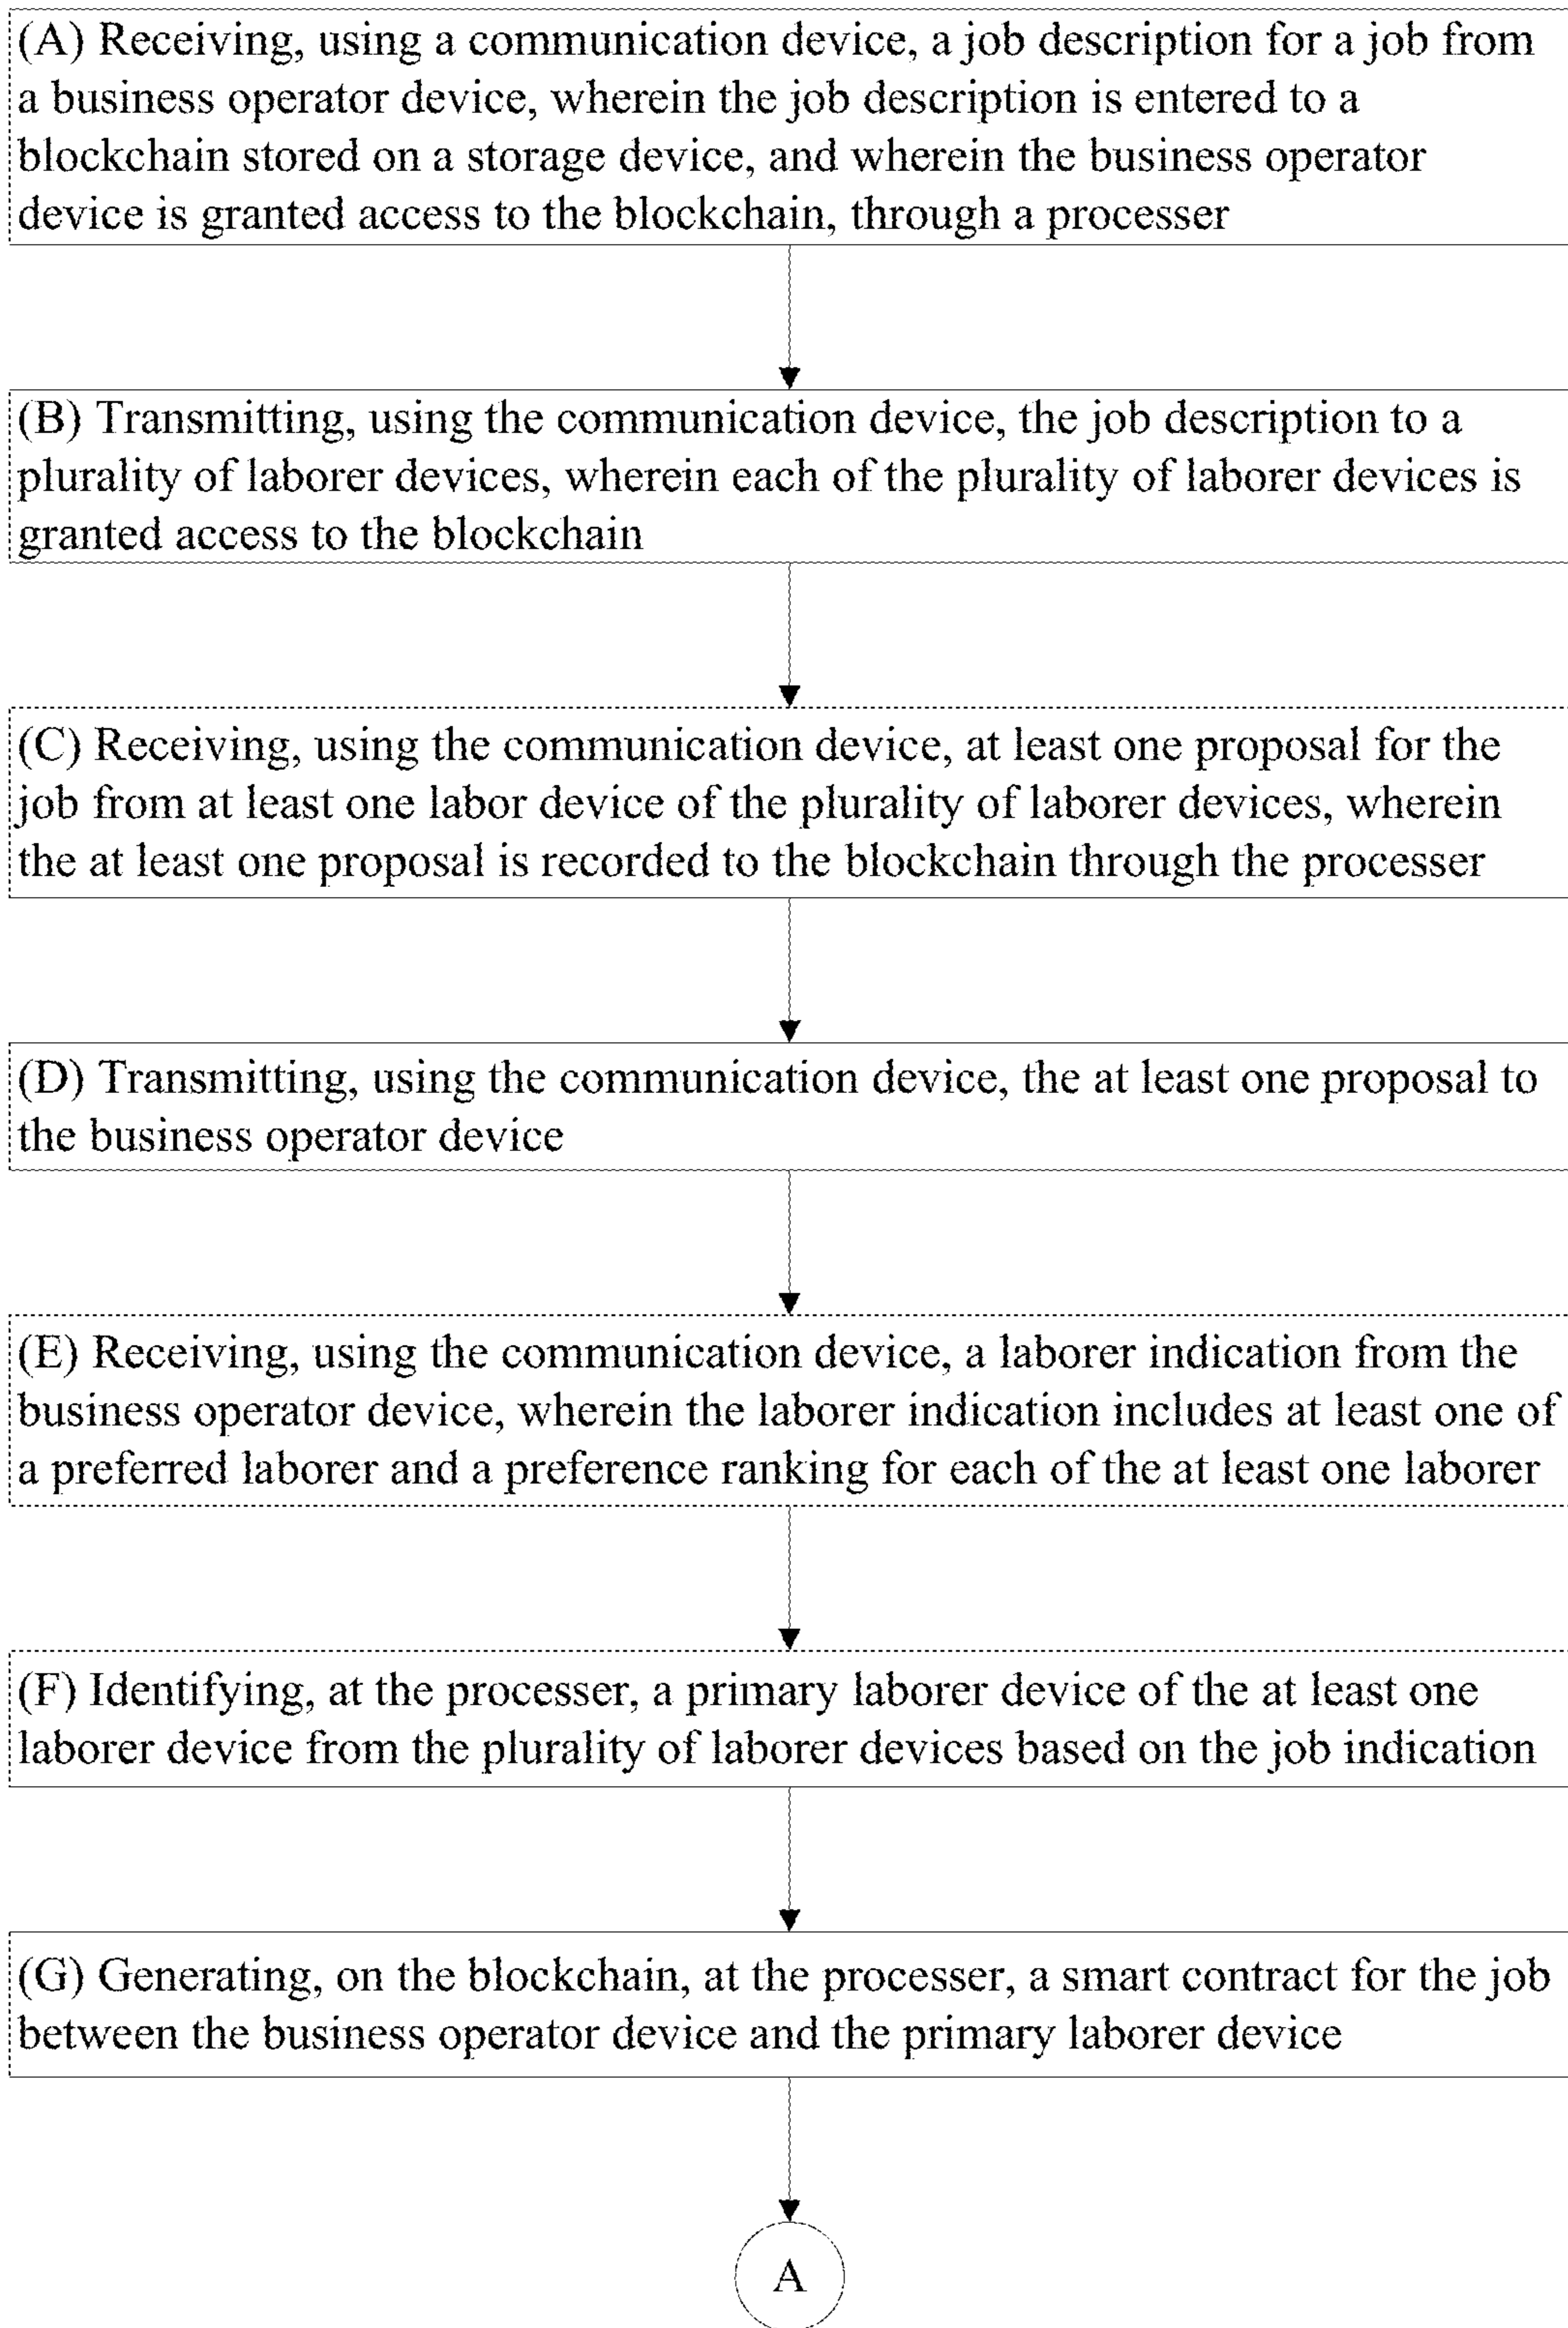 (A) Receiving, using a communication device, a job description for a job from
a business operator device, wherein the job description is entered to a
blockchain stored on a storage device, and wherein the business operator
device is granted access to the blockchain, through a processer
(B) Transmitting, using the communication device, the job description to a
plurality of laborer devices, wherein each of the plurality of laborer devices is
granted access to the blockchain
(C) Receiving, using the communication device, at least one proposal for the
job from at least one labor device of the plurality of laborer devices, wherein
the at least one proposal is recorded to the blockchain through the processer
(D) Transmitting, using the communication device, the at least one proposal to
the business operator device
(E) Receiving, using the communication device, a laborer indication from the
business operator device, wherein the laborer indication includes at least one of
a preferred laborer and a preference ranking for each of the at least one laborer
(F) Identifying, at the processer, a primary laborer device of the at least one
laborer device from the plurality of laborer devices based on the job indication
(G) Generating, on the blockchain, at the processer, a smart contract for the job
between the business operator device and the primary laborer device
A